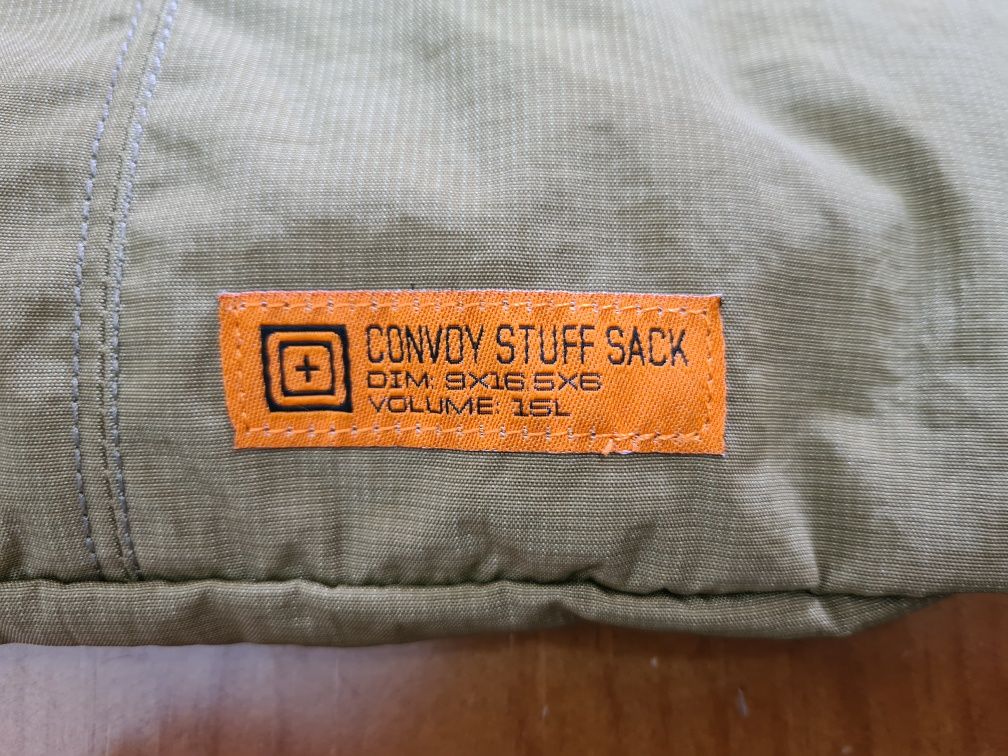 CONVOY STUFF SACK
DIM: 9X16.5X6
VOLUME: 15L